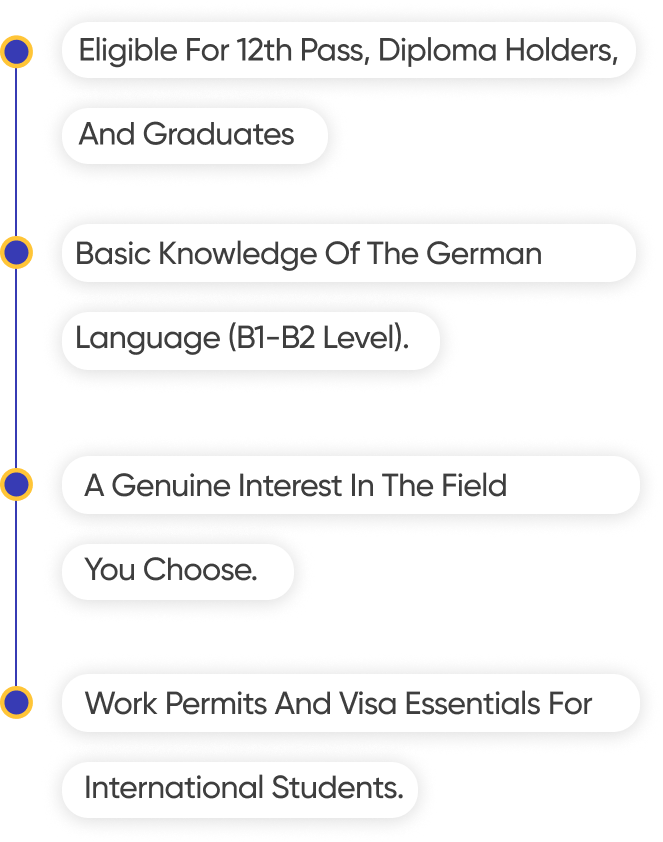 Eligible For 12th Pass, Diploma Holders,
And Graduates
Basic Knowledge Of The German
Language (B1-B2 Level).
A Genuine Interest In The Field
You Choose.
Work Permits And Visa Essentials For
International Students.